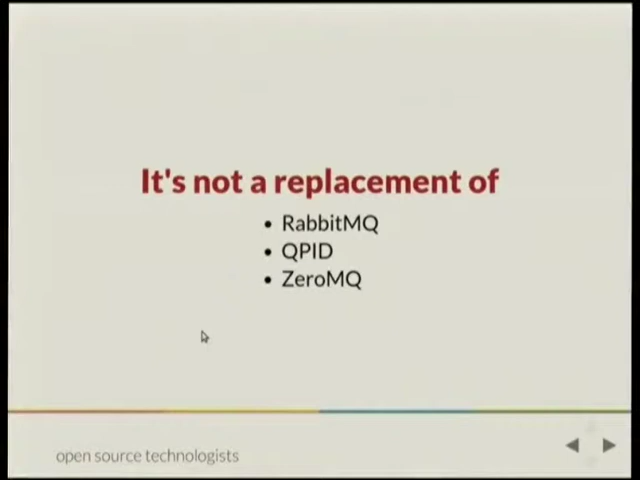 It's not a replacement of
• RabbitMQ
• QPID
• ZeroMQ
open source technologists